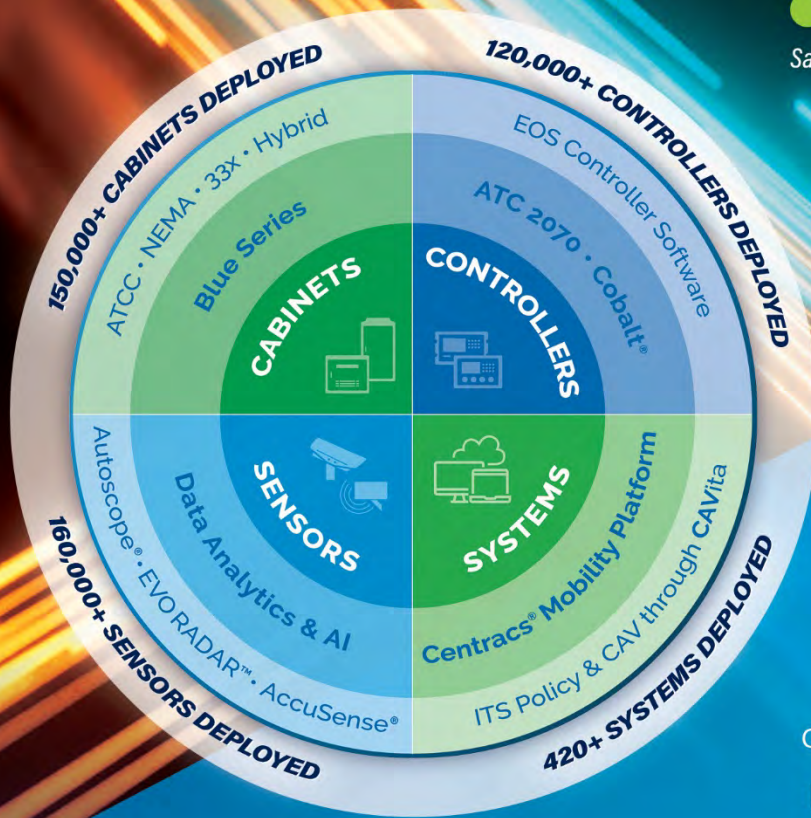 150,000+ CABINETS DEPLOYED
ATCC • NEMA • 33x • Hybrid
Blue Series
CABINETS
120,000+ CONTROLLERS DEPLOYED
EOS Controller Software
ATC 2070 • Cobalt®
CONTROLLERS
SENSORS
Data Analytics & AI
Autoscope® • EVO RADAR™ • AccuSense®
160,000+ SENSORS DEPLOYED
SYSTEMS
Centracs® Mobility Platform
ITS Policy & CAV through CAVita
420+ SYSTEMS DEPLOYED